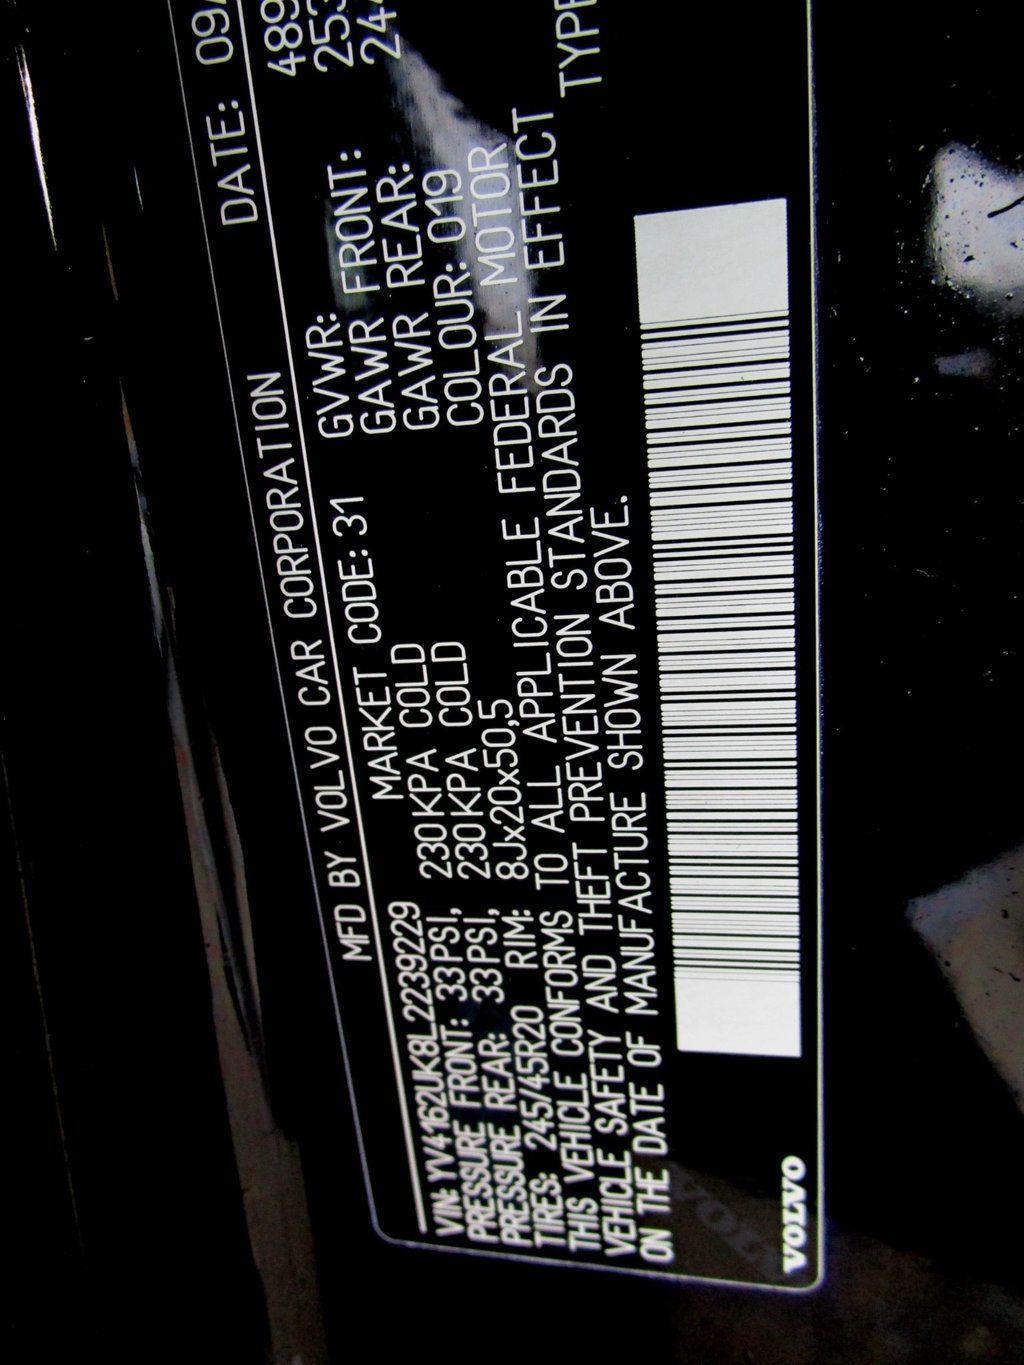 MFD BY VOLVO CAR CORPORATION DATE: 09/
VIN: YV4162UK8L2239229 MARKET CODE: 31 GVWR: 489
PRESSURE FRONT: 33PSI, 230KPA COLD GAWR FRONT: 253
PRESSURE REAR: 33PSI, 230KPA COLD GAWR REAR: 244
TIRES: 245/45R20 RIM: 8Jx20x50,5 COLOUR: 019
THIS VEHICLE CONFORMS TO ALL APPLICABLE FEDERAL MOTOR
VEHICLE SAFETY AND THEFT PREVENTION STANDARDS IN EFFECT
ON THE DATE OF MANUFACTURE SHOWN ABOVE. TYPE
VOLVO